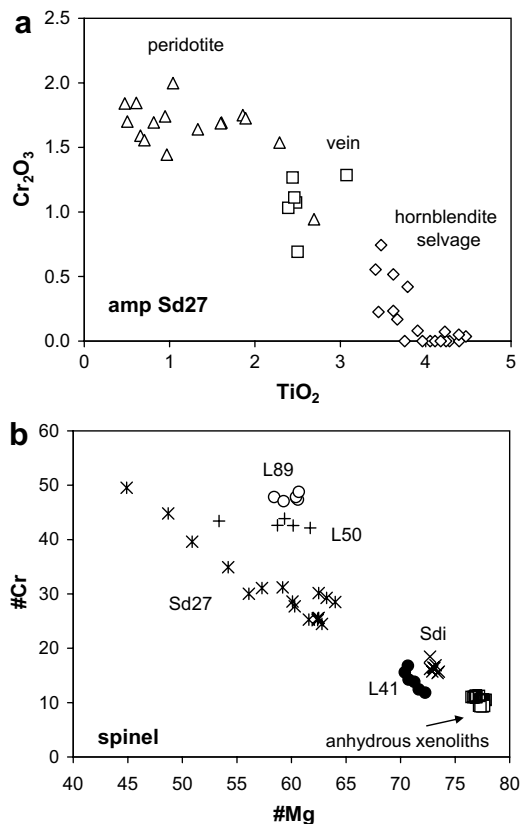 a
2.5
2.0
1.5
1.0
0.5
0.0
Cr₂O₃
peridotite
vein
hornblendite
selvage
amp Sd27
0 1 2 3 4 5
TiO₂
b
60
50
40
30
20
10
0
#Cr
L89
L50
Sd27
Sdi
L41
anhydrous xenoliths
spinel
40 45 50 55 60 65 70 75 80
#Mg